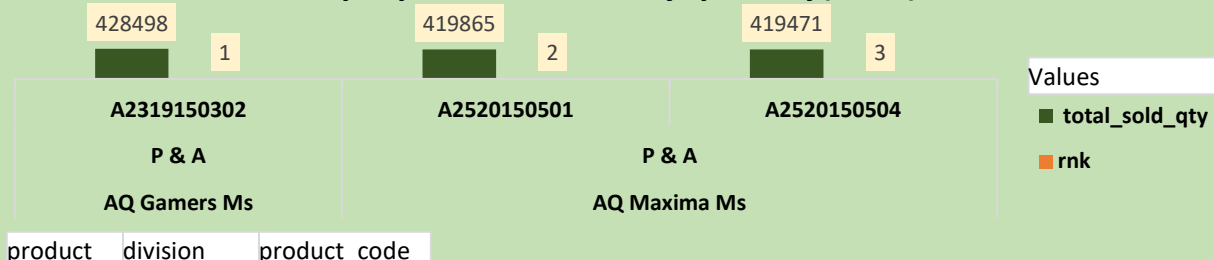 428498 419865 419471
1 2 3
Values
A2319150302 A2520150501 A2520150504
total_sold_qty
P & A P & A
rnk
AQ Gamers Ms AQ Maxima Ms
product division product_code